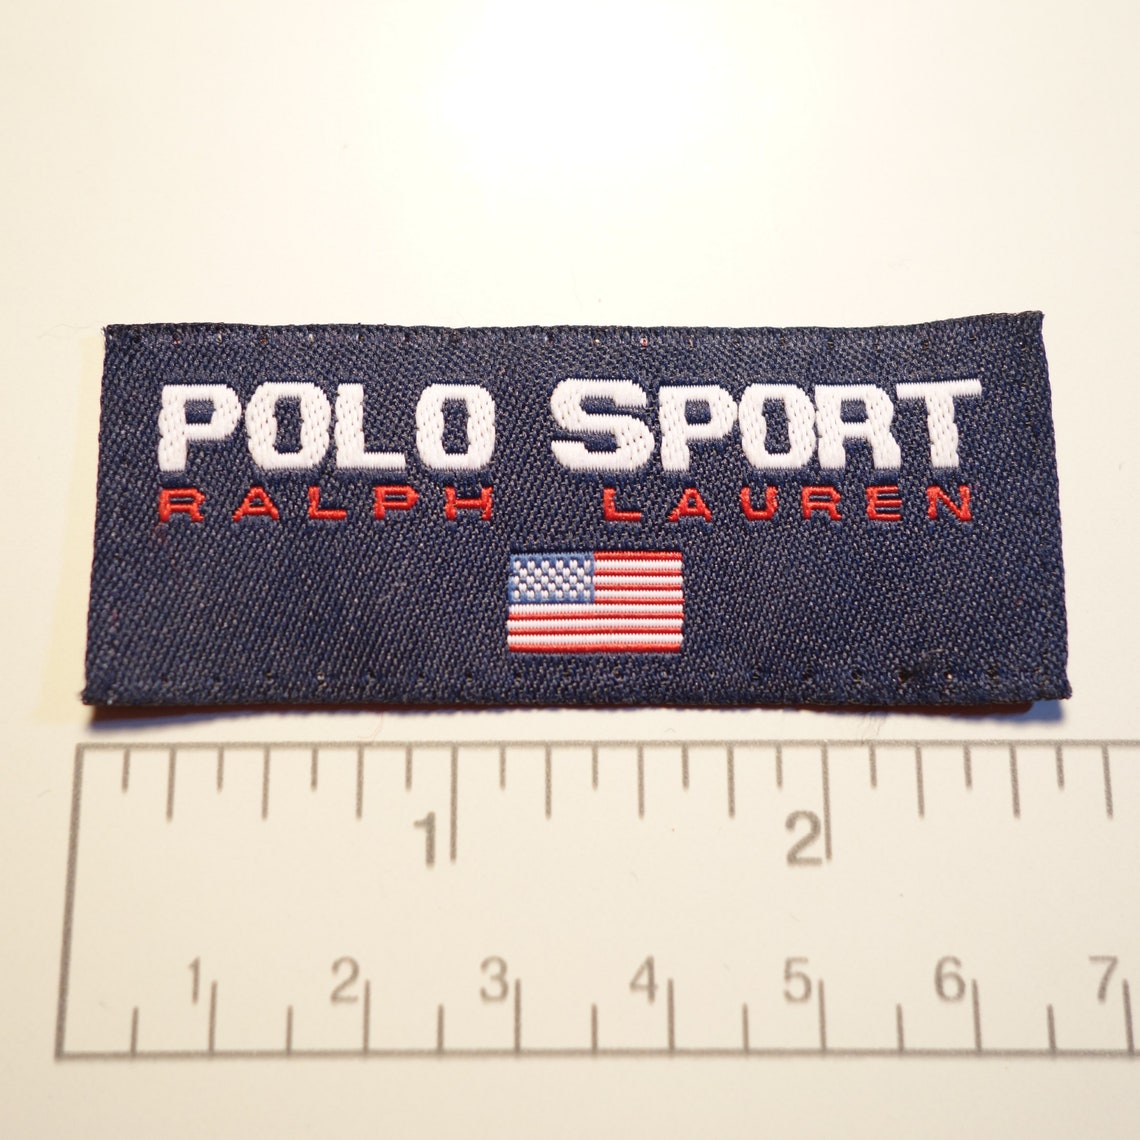 POLO SPORT
RALPH LAUREN
1 2
1 2 3 4 5 6 7